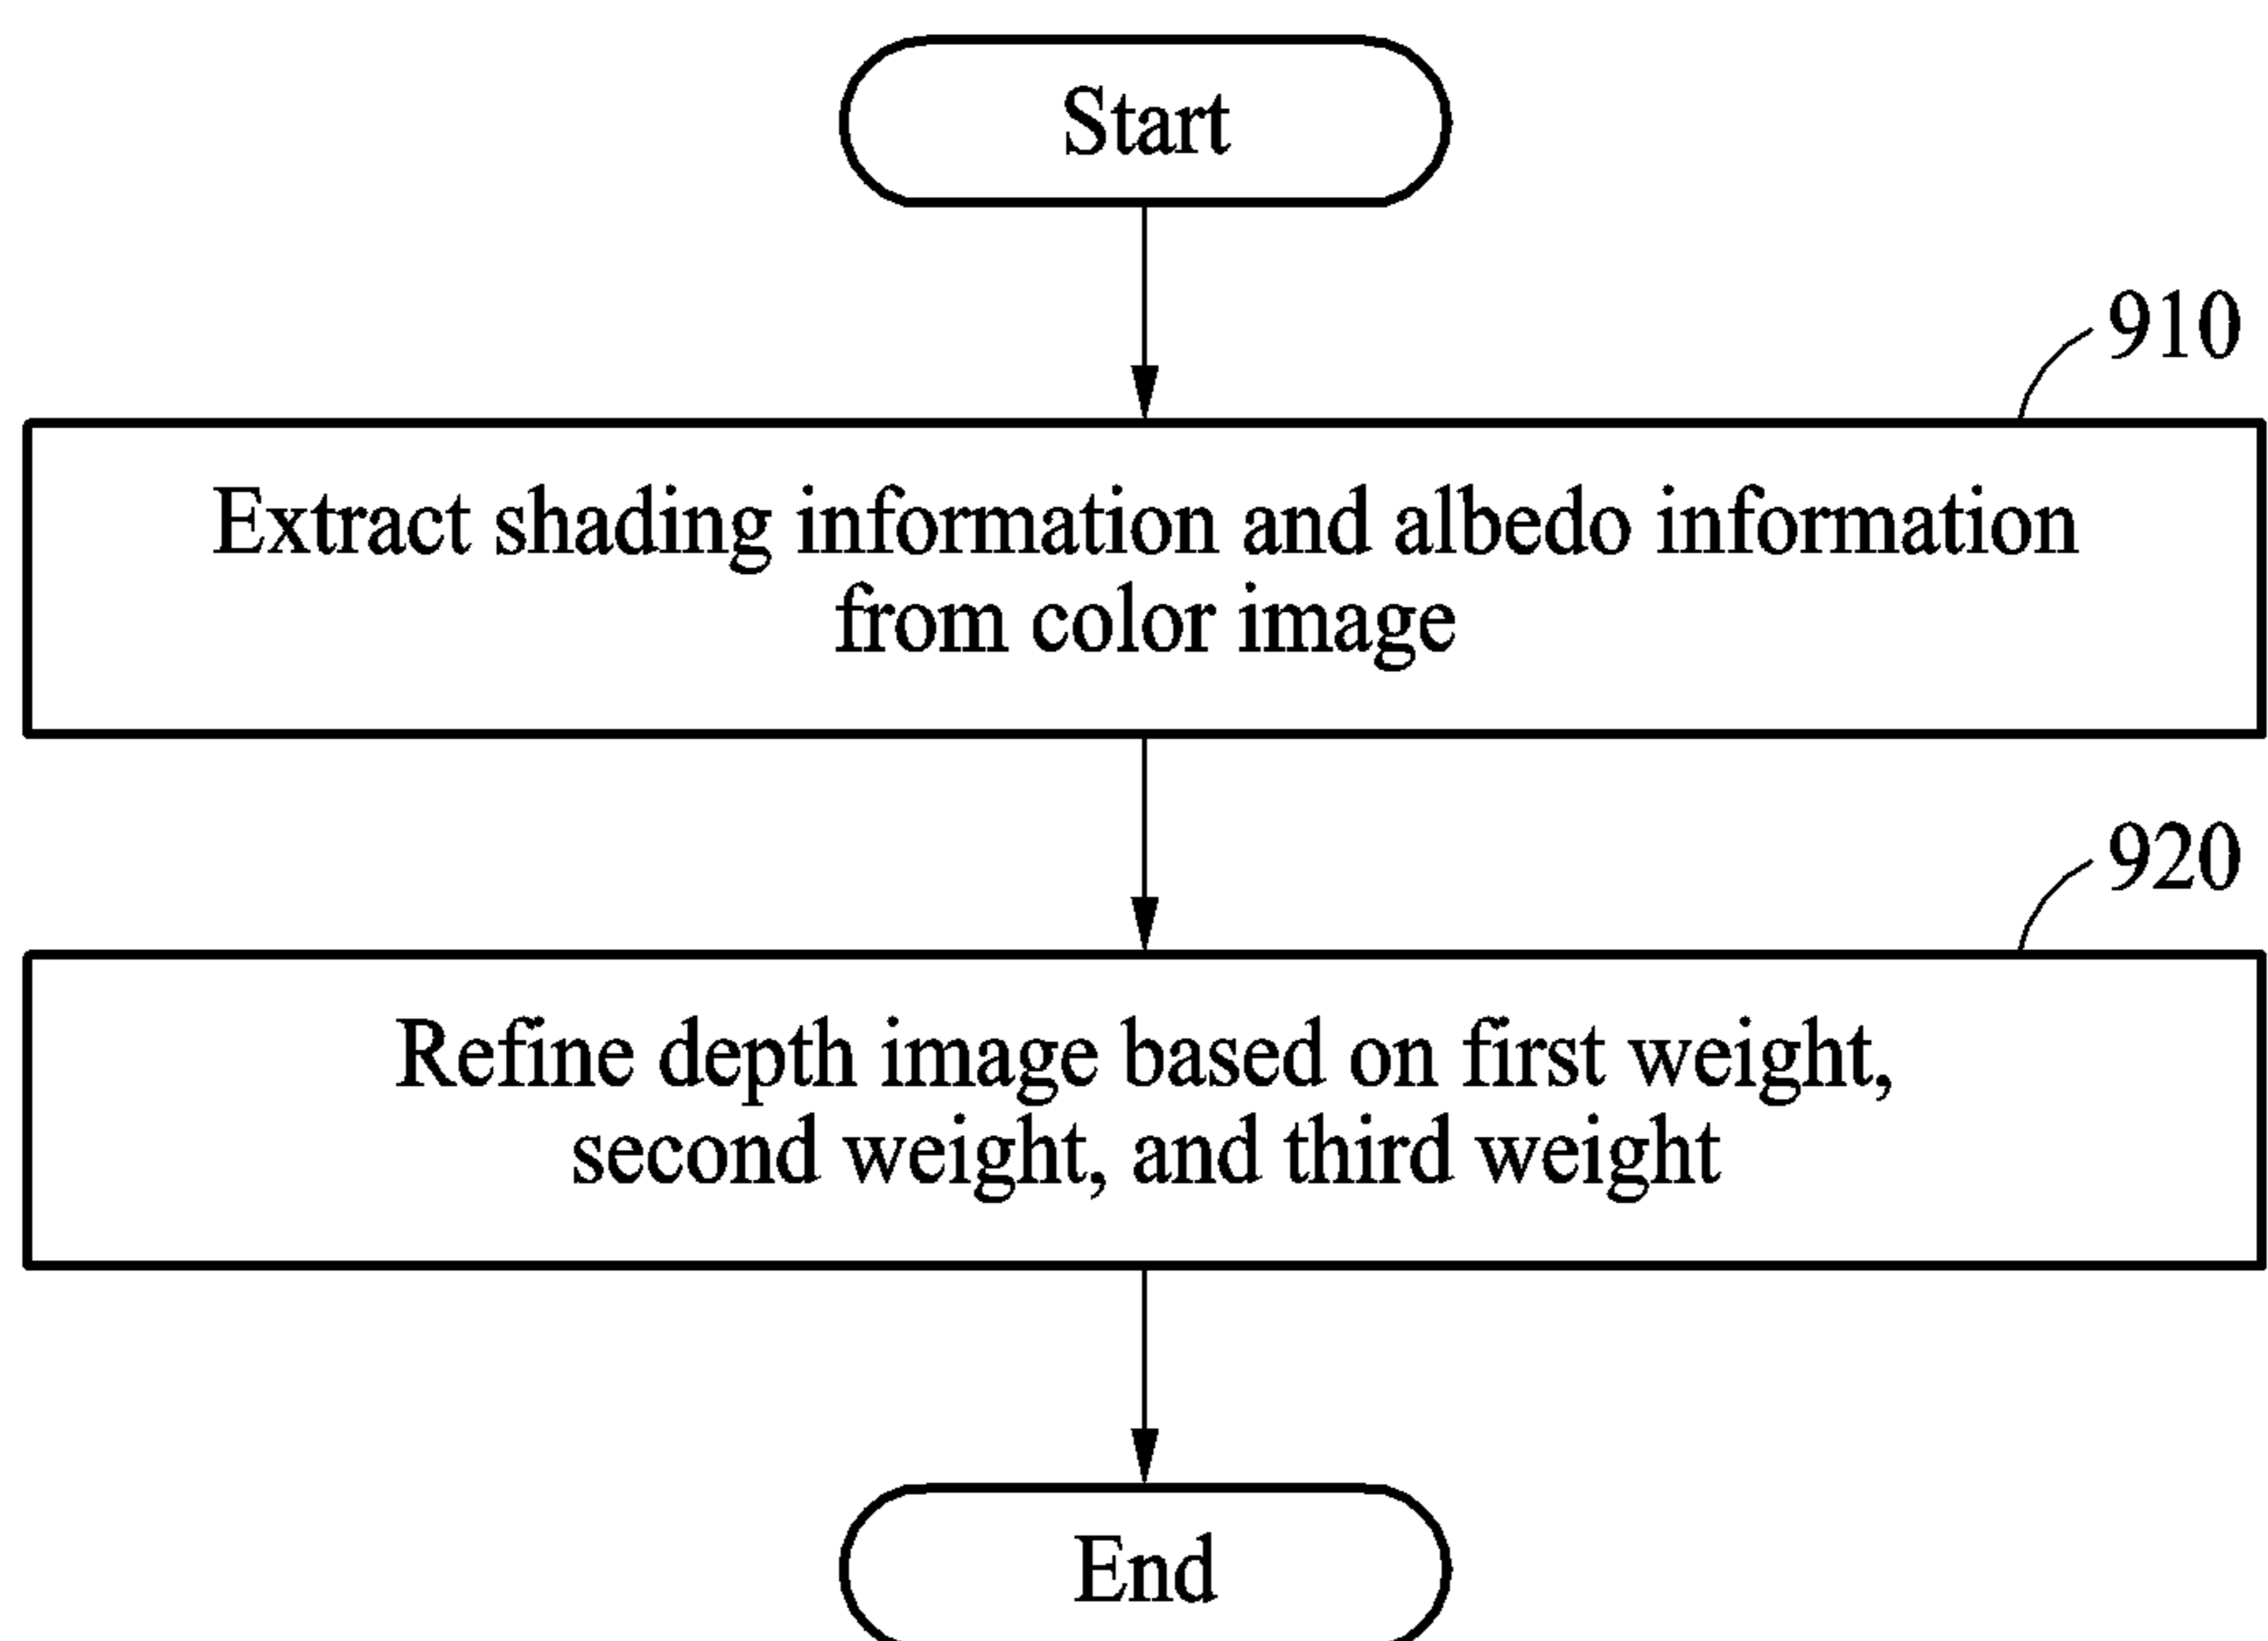 Start
910
Extract shading information and albedo information
from color image
920
Refine depth image based on first weight,
second weight, and third weight
End